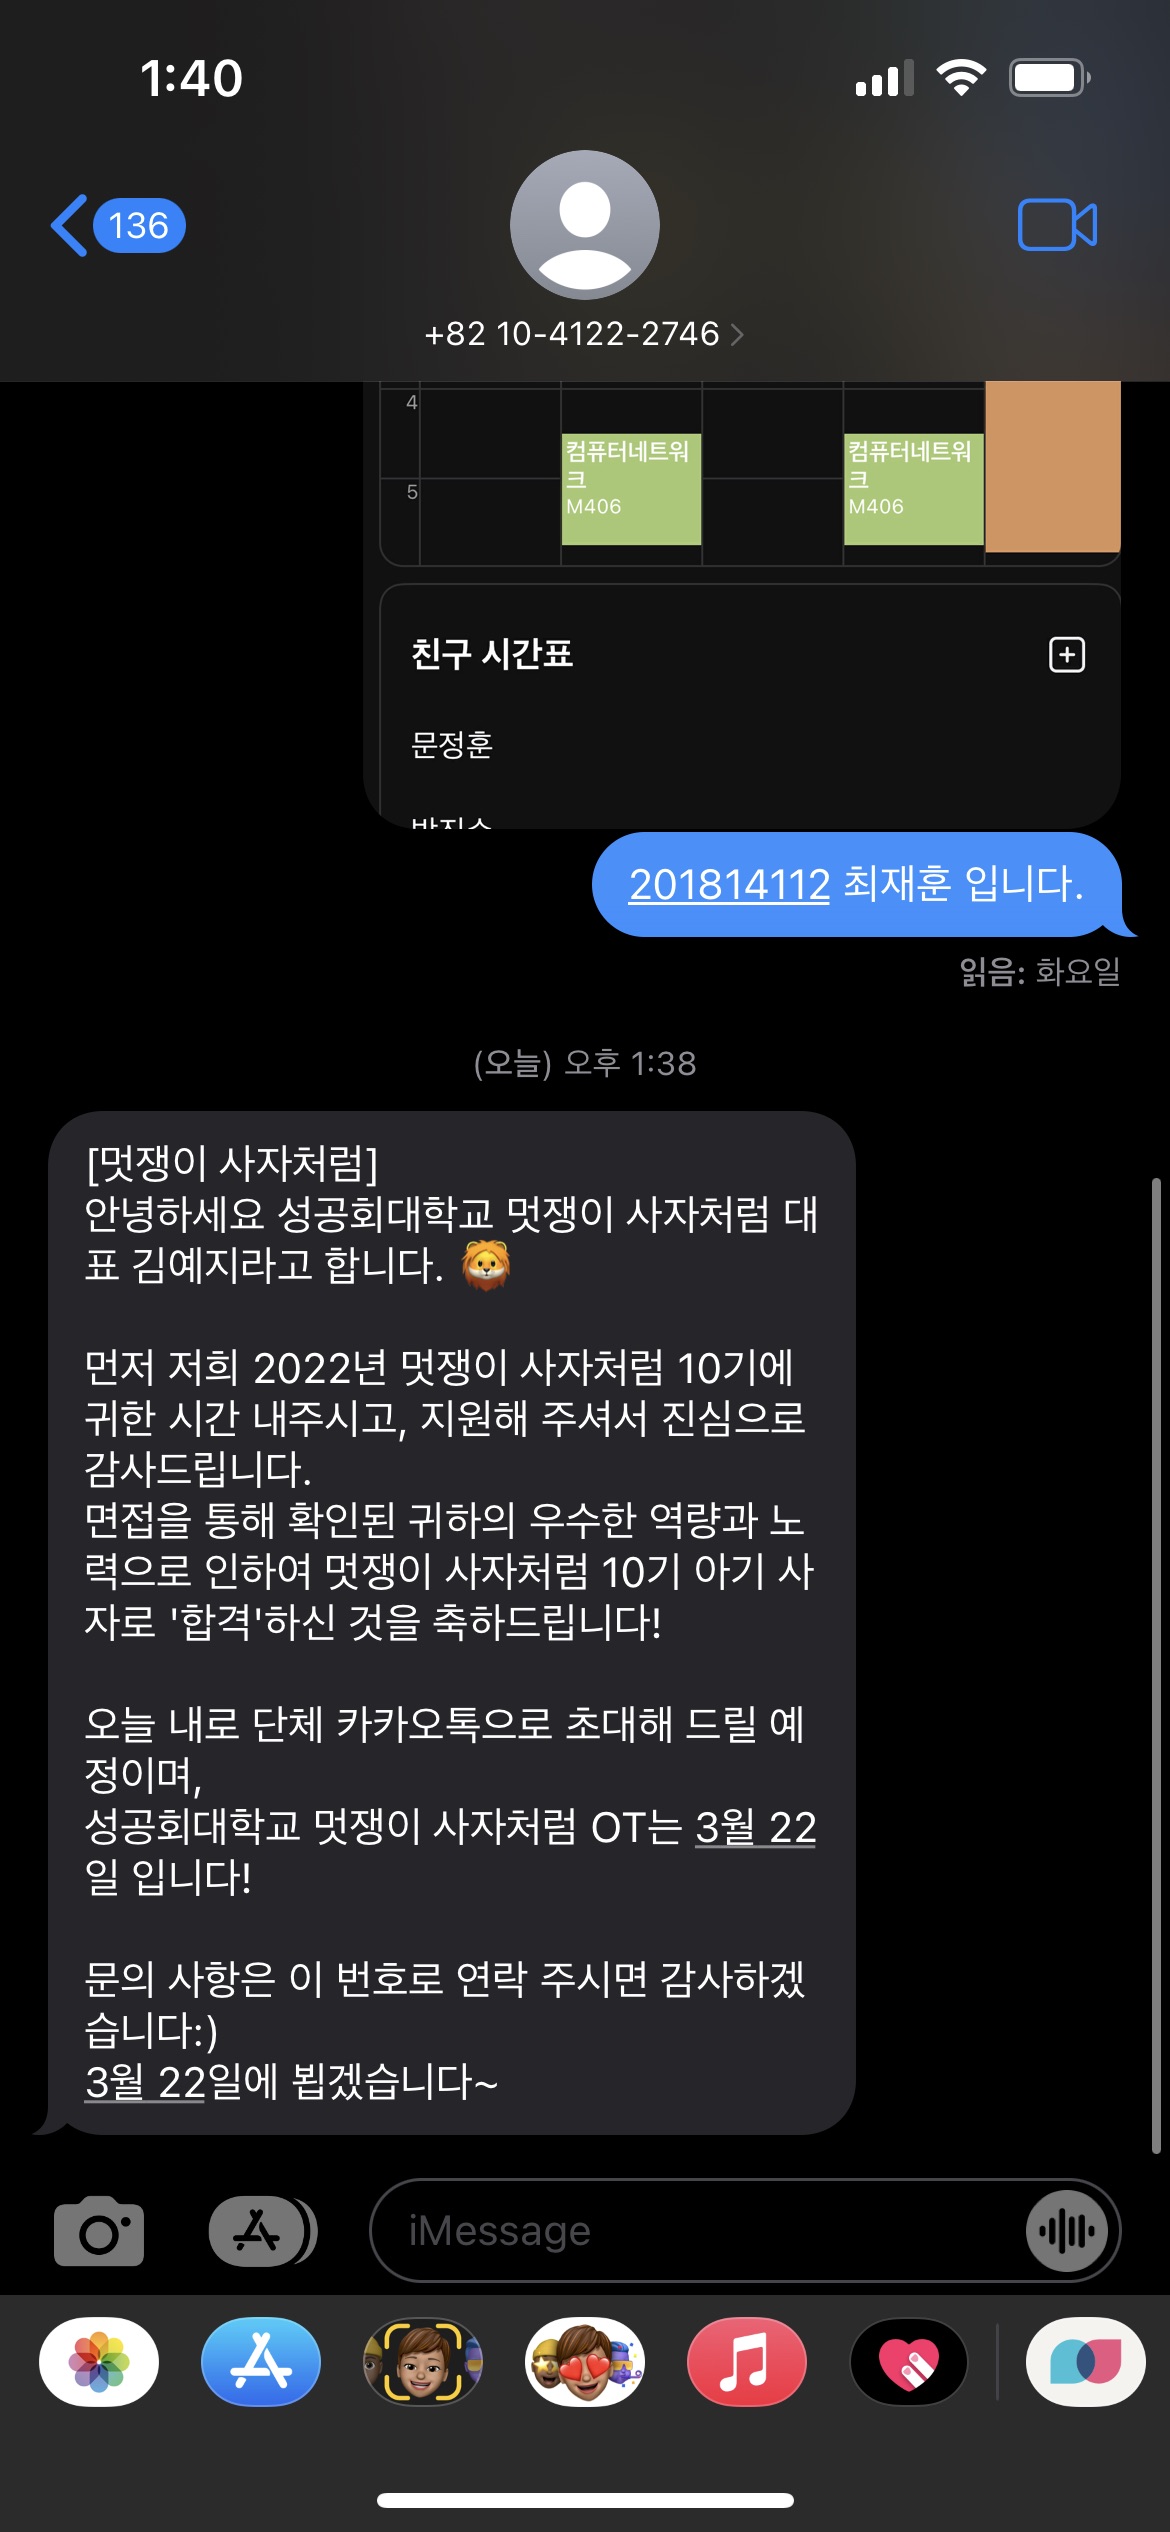 1:40
136
+82 10-4122-2746
4
컴퓨터네트워
크
M406
컴퓨터네트워
크
M406
5
친구 시간표
문정훈
201814112 최재훈 입니다.
읽음: 화요일
(오늘) 오후 1:38
[멋쟁이 사자처럼]
안녕하세요 성공회대학교 멋쟁이 사자처럼 대
표 김예지라고 합니다. 🦁
먼저 저희 2022년 멋쟁이 사자처럼 10기에
귀한 시간 내주시고, 지원해 주셔서 진심으로
감사드립니다.
면접을 통해 확인된 귀하의 우수한 역량과 노
력으로 인하여 멋쟁이 사자처럼 10기 아기 사
자로 '합격'하신 것을 축하드립니다!
오늘 내로 단체 카카오톡으로 초대해 드릴 예
정이며,
성공회대학교 멋쟁이 사자처럼 OT는 3월 22
일 입니다!
문의 사항은 이 번호로 연락 주시면 감사하겠
습니다:)
3월 22일에 뵙겠습니다~
iMessage